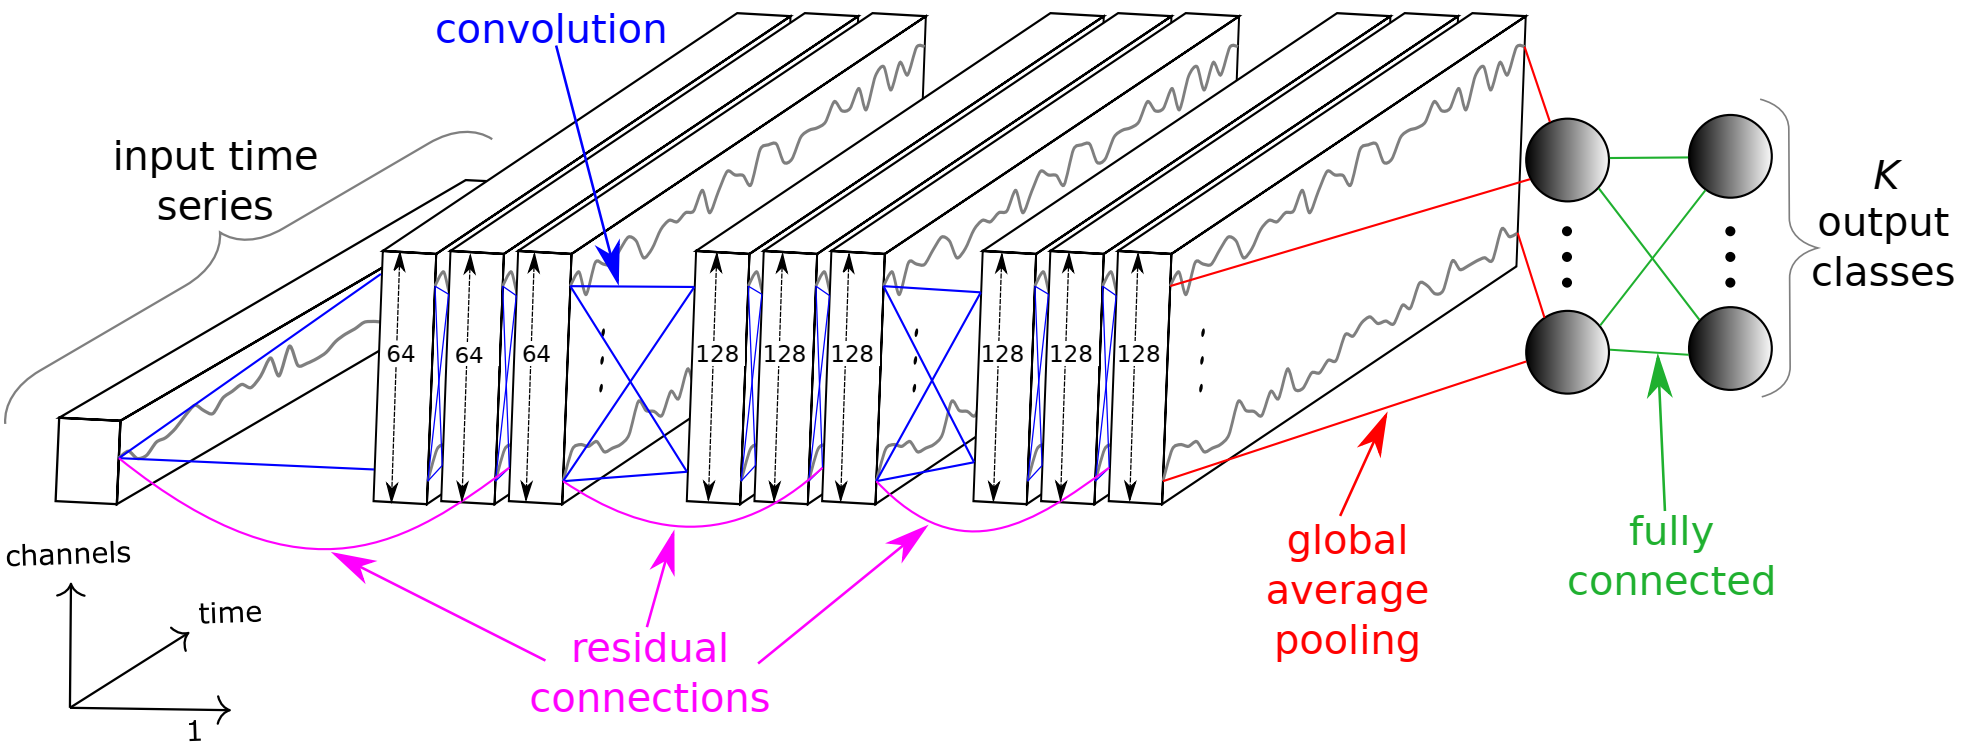 convolution
input time
series
K
output
classes
64
64
64
128
128
128
128
128
128
channels
time
1
residual
connections
global
average
pooling
fully
connected